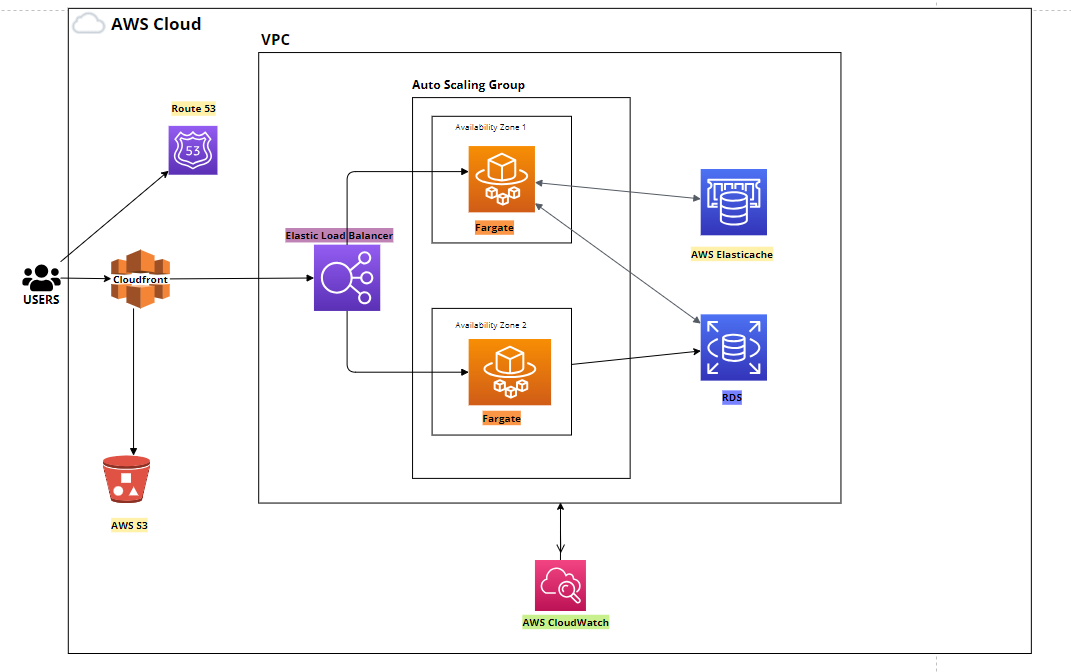 AWS Cloud
VPC
Auto Scaling Group
Route 53
53
Availability Zone 1
Fargate
Elastic Load Balancer
AWS Elasticache
Cloudfront
USERS
Availability Zone 2
Fargate
RDS
AWS S3
AWS CloudWatch